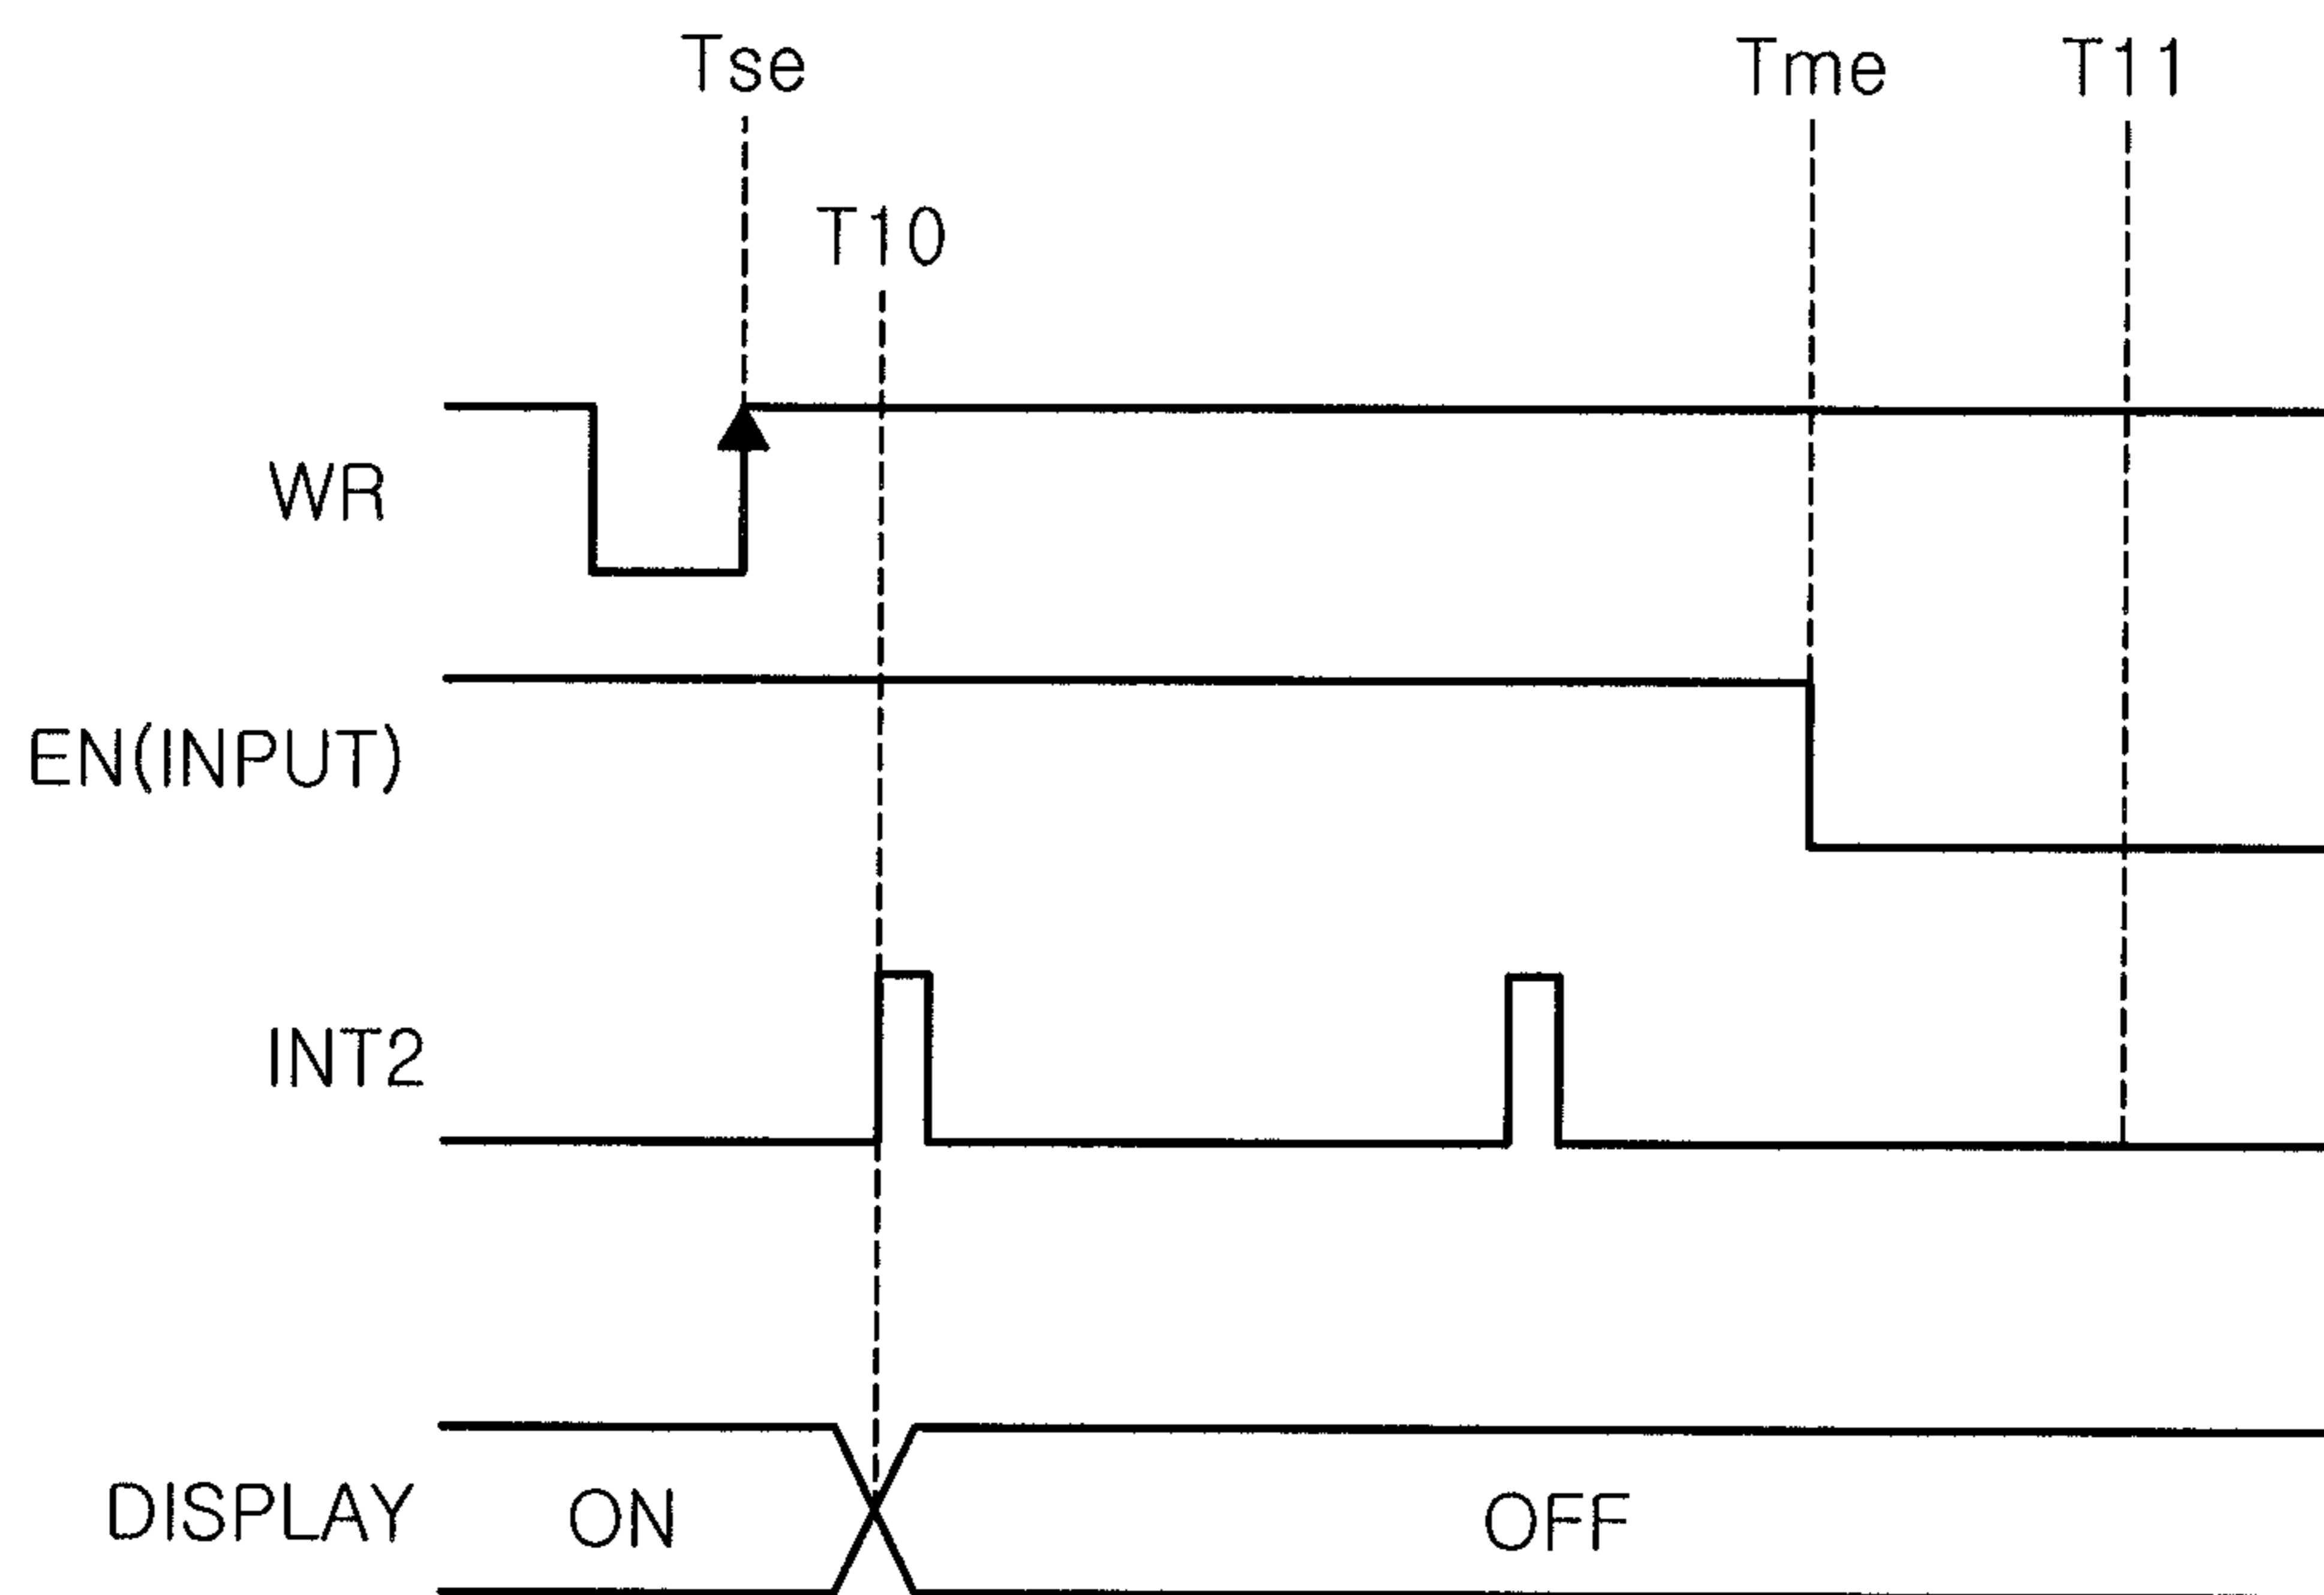 Tse Tme T11
T10
WR
EN(INPUT)
INT2
DISPLAY ON OFF